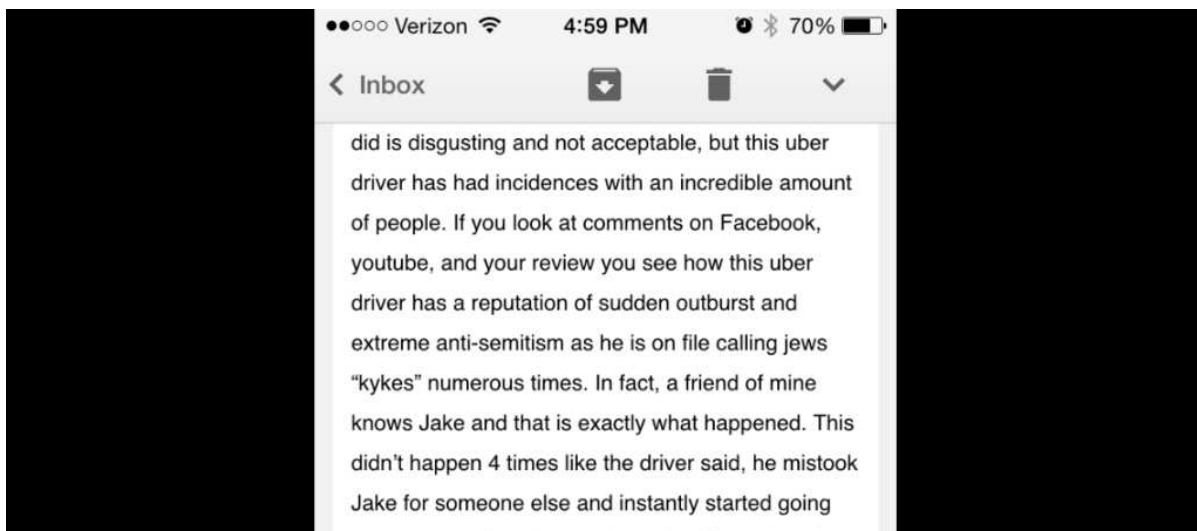 Verizon 4:59 PM 70%
Inbox
did is disgusting and not acceptable, but this uber
driver has had incidences with an incredible amount
of people. If you look at comments on Facebook,
youtube, and your review you see how this uber
driver has a reputation of sudden outburst and
extreme anti-semitism as he is on file calling jews
“kykes” numerous times. In fact, a friend of mine
knows Jake and that is exactly what happened. This
didn’t happen 4 times like the driver said, he mistook
Jake for someone else and instantly started going